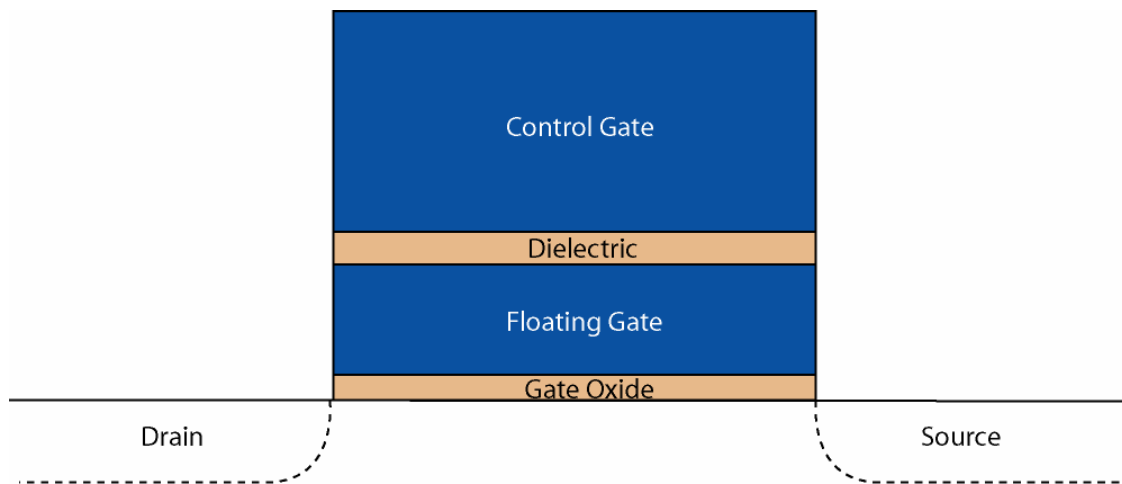 Control Gate
Dielectric
Floating Gate
Gate Oxide
Drain
Source